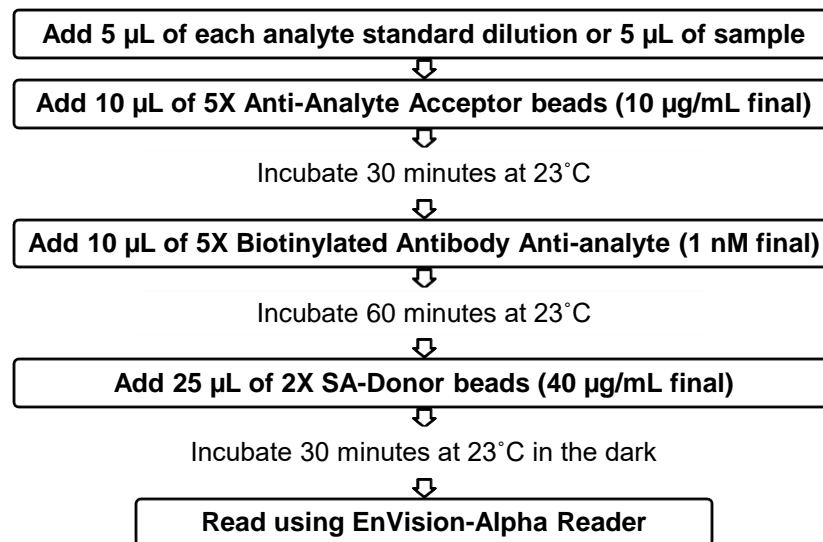 Add 5 µL of each analyte standard dilution or 5 µL of sample
Add 10 µL of 5X Anti-Analyte Acceptor beads (10 µg/mL final)
Incubate 30 minutes at 23˚C
Add 10 µL of 5X Biotinylated Antibody Anti-analyte (1 nM final)
Incubate 60 minutes at 23˚C
Add 25 µL of 2X SA-Donor beads (40 µg/mL final)
Incubate 30 minutes at 23˚C in the dark
Read using EnVision-Alpha Reader